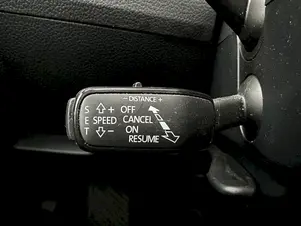 − DISTANCE +
S ⇧+ OFF
E SPEED CANCEL
T ⇩− ON
RESUME